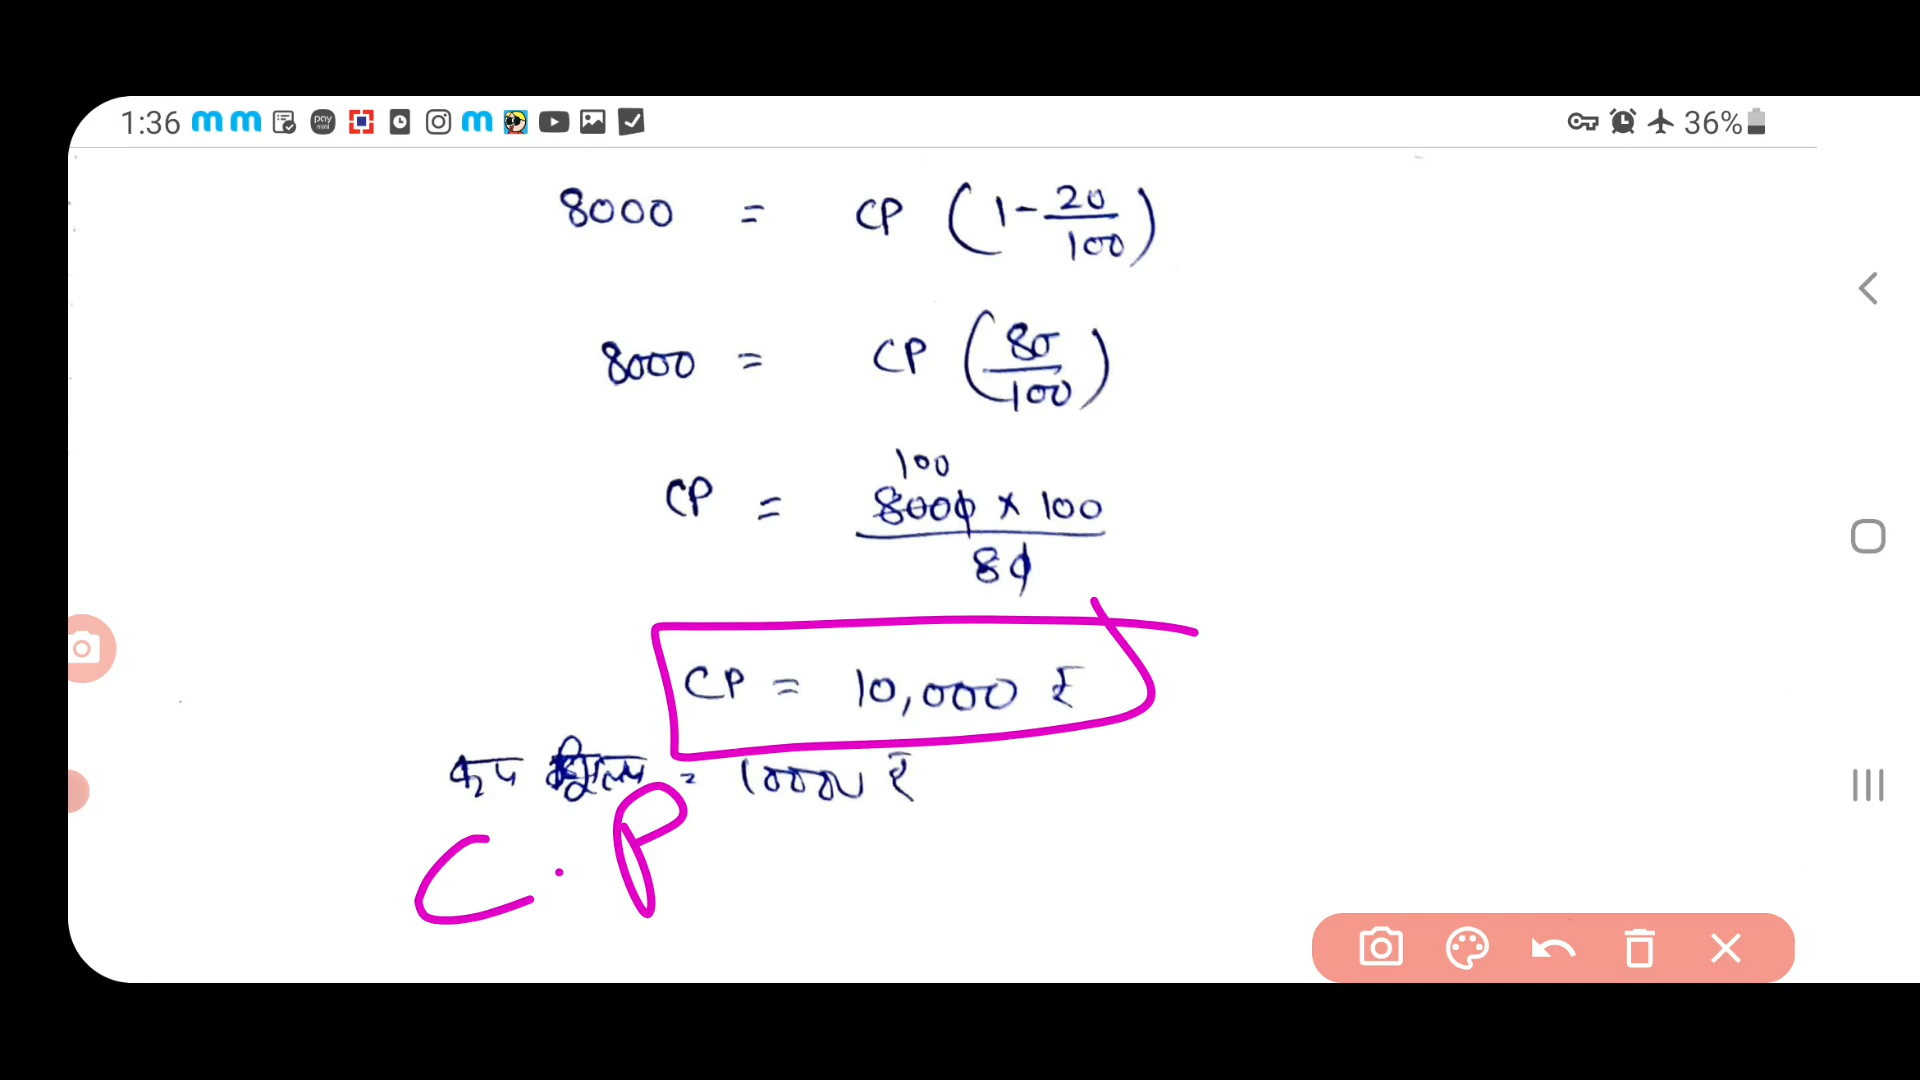 1:36 36%
8000 = CP (1 - 20/100)
8000 = CP (80/100)
100
CP = 8000 × 100 / 80
CP = 10,000 ₹
क्रय मूल्य = 10000 ₹
C.P